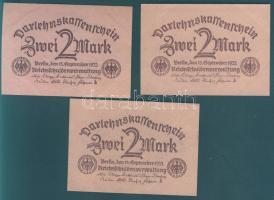 Darlehnskassenschein
Zwei 2 Mark
Berlin, den 15. September 1922
Reichsschuldenverwaltung
Darlehnskassenschein
Zwei 2 Mark
Berlin, den 15. September 1922
Reichsschuldenverwaltung
Darlehnskassenschein
Zwei 2 Mark
Berlin, den 15. September 1922
Reichsschuldenverwaltung